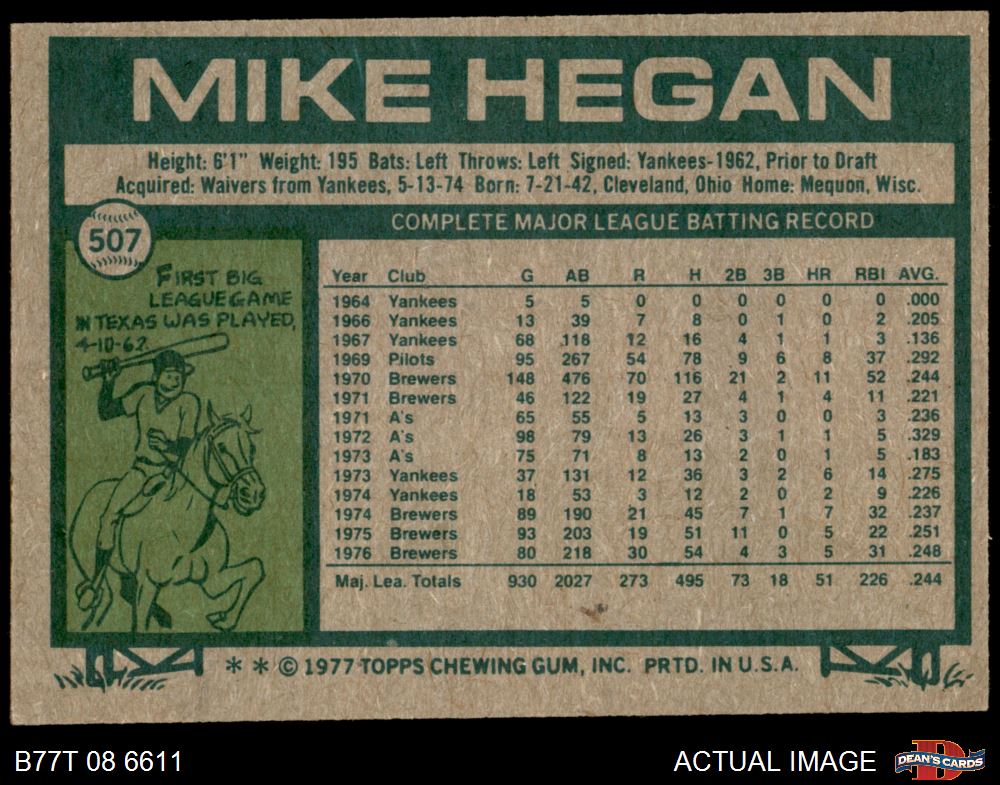 MIKE HEGAN
Height: 6'1" Weight: 195 Bats: Left Throws: Left Signed: Yankees-1962, Prior to Draft
Acquired: Waivers from Yankees, 5-13-74 Born: 7-21-42, Cleveland, Ohio Home: Mequon, Wisc.
507
COMPLETE MAJOR LEAGUE BATTING RECORD
FIRST BIG
LEAGUE GAME
IN TEXAS WAS PLAYED,
4-10-62.
Year Club G AB R H 2B 3B HR RBI AVG.
1964 Yankees 5 5 0 0 0 0 0 0 .000
1966 Yankees 13 39 7 8 0 1 0 2 .205
1967 Yankees 68 118 12 16 4 1 1 3 .136
1969 Pilots 95 267 54 78 9 6 8 37 .292
1970 Brewers 148 476 70 116 21 2 11 52 .244
1971 Brewers 46 122 19 27 4 1 4 11 .221
1971 A's 65 55 5 13 3 0 0 3 .236
1972 A's 98 79 13 26 3 1 1 5 .329
1973 A's 75 71 8 13 2 0 1 5 .183
1973 Yankees 37 131 12 36 3 2 6 14 .275
1974 Yankees 18 53 3 12 2 0 2 9 .226
1974 Brewers 89 190 21 45 7 1 7 32 .237
1975 Brewers 93 203 19 51 11 0 5 22 .251
1976 Brewers 80 218 30 54 4 3 5 31 .248
Maj. Lea. Totals 930 2027 273 495 73 18 51 226 .244
* * © 1977 TOPPS CHEWING GUM, INC. PRTD. IN U.S.A.
B77T 08 6611
ACTUAL IMAGE
DEAN'S CARDS